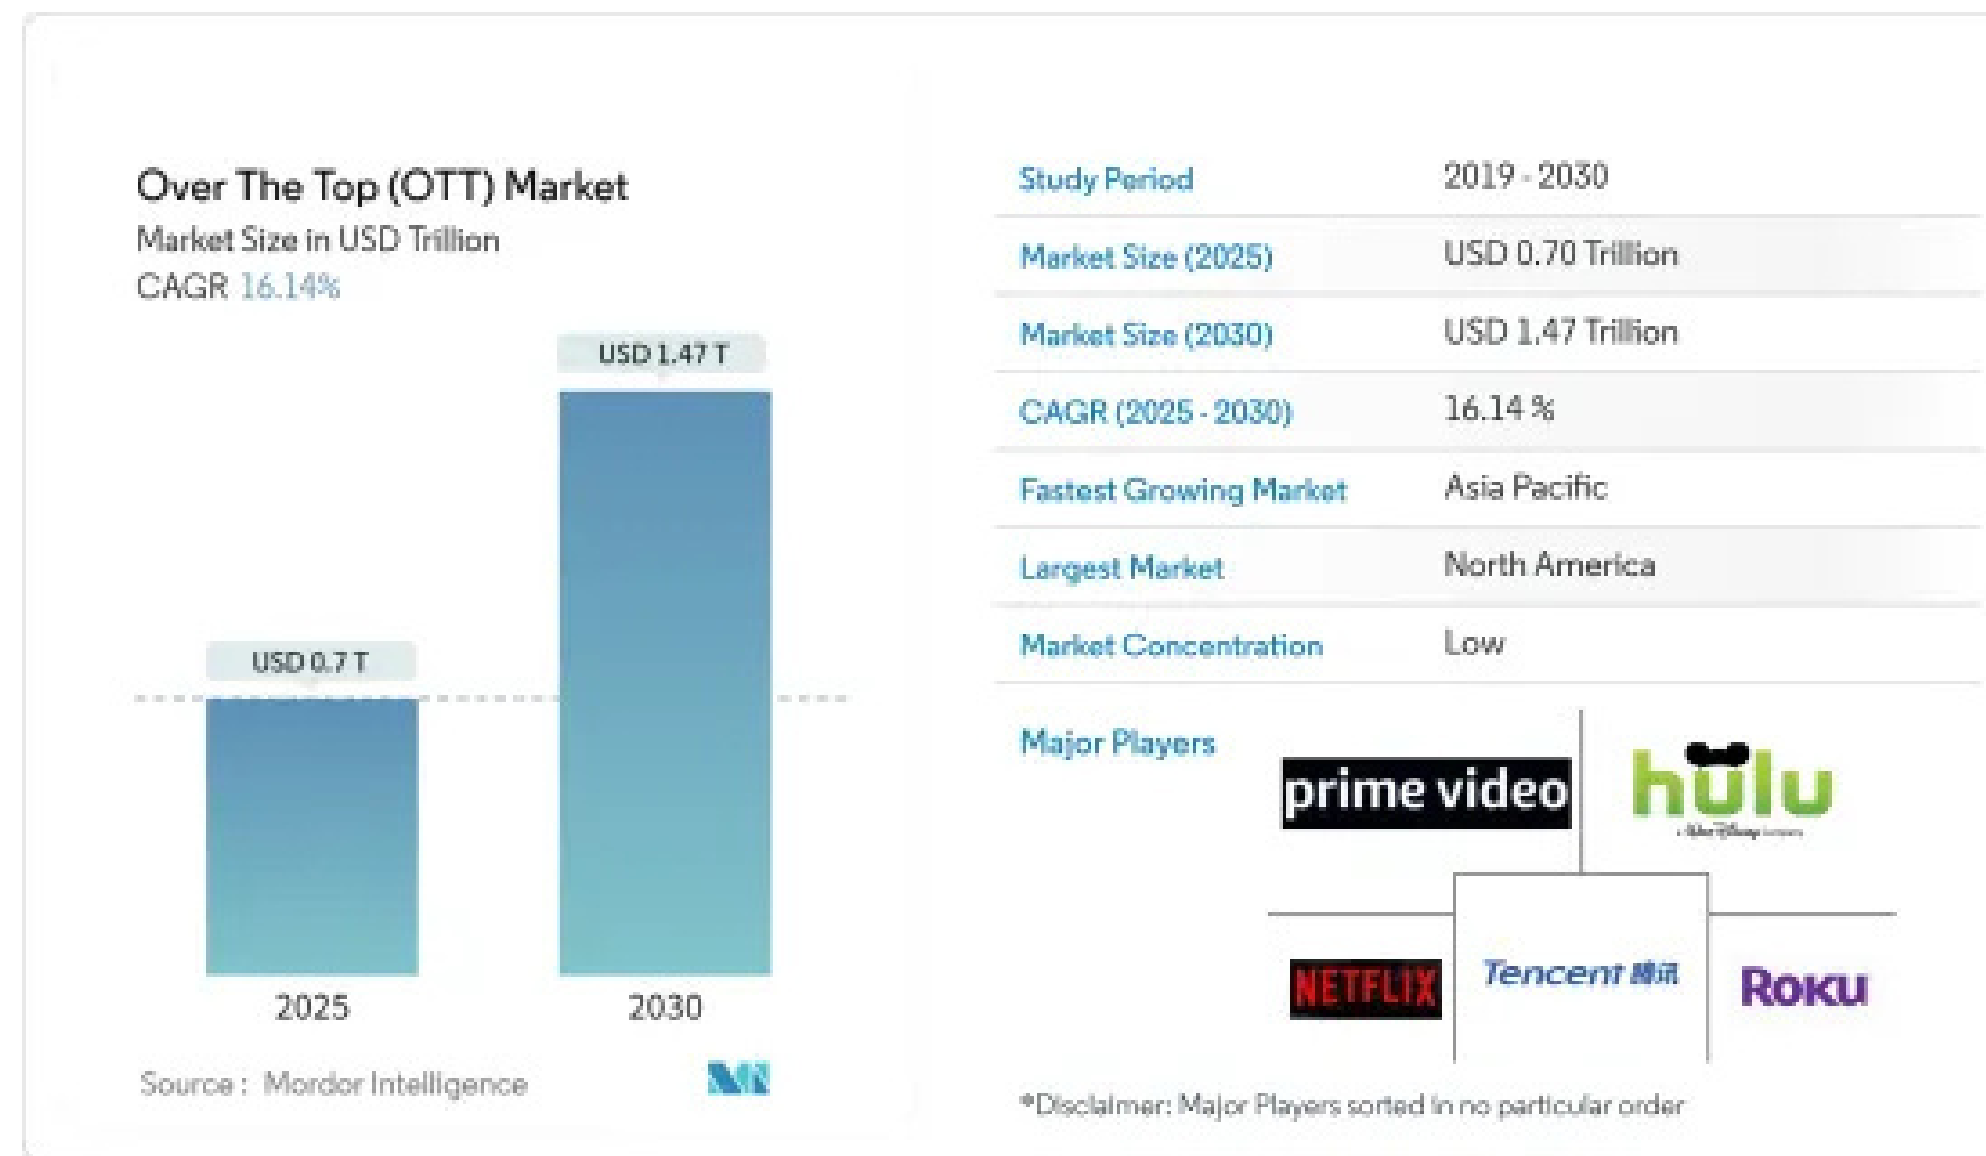 Over The Top (OTT) Market
Market Size in USD Trillion
CAGR 16.14%
USD 1.47 T
USD 0.7 T
2025 2030
Source : Mordor Intelligence
Study Period 2019 - 2030
Market Size (2025) USD 0.70 Trillion
Market Size (2030) USD 1.47 Trillion
CAGR (2025 - 2030) 16.14 %
Fastest Growing Market Asia Pacific
Largest Market North America
Market Concentration Low
Major Players
prime video
hulu
a Walt Disney company
NETFLIX
Tencent 腾讯
ROKU
*Disclaimer: Major Players sorted in no particular order